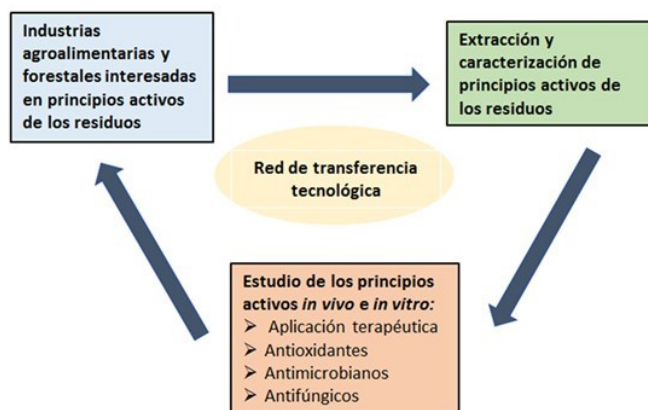 Industrias
agroalimentarias y
forestales interesadas
en principios activos
de los residuos
Extracción y
caracterización de
principios activos de
los residuos
Red de transferencia
tecnológica
Estudio de los principios
activos in vivo e in vitro:
➢ Aplicación terapéutica
➢ Antioxidantes
➢ Antimicrobianos
➢ Antifúngicos